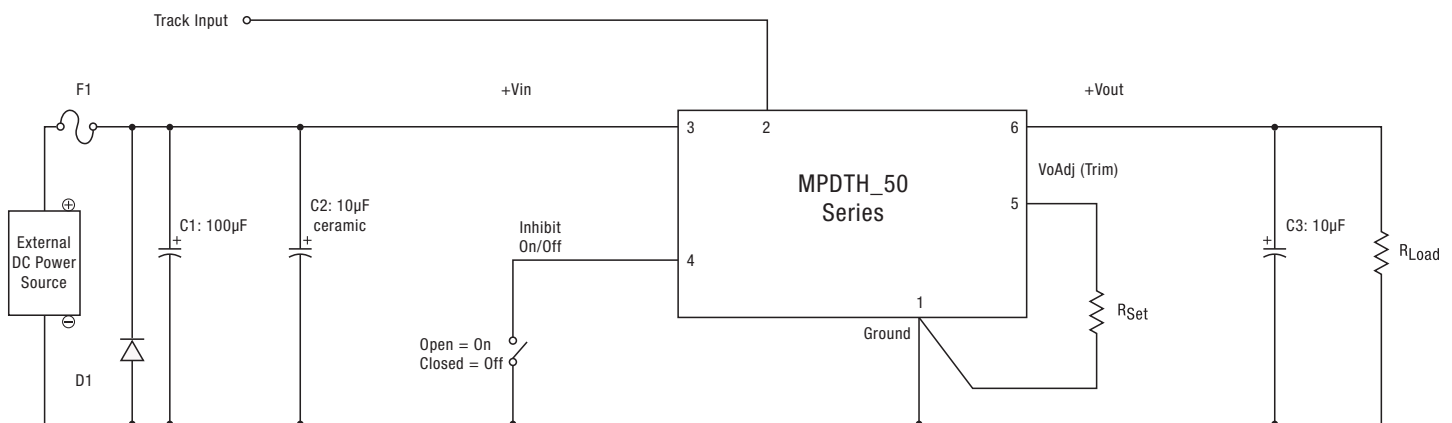 Track Input
F1
+Vin
+Vout
3
2
6
MPDTH_50
Series
VoAdj (Trim)
5
External
DC Power
Source
+
–
C1: 100µF
+
C2: 10µF
ceramic
+
Inhibit
On/Off
4
C3: 10µF
+
RLoad
1
Ground
RSet
Open = On
Closed = Off
D1